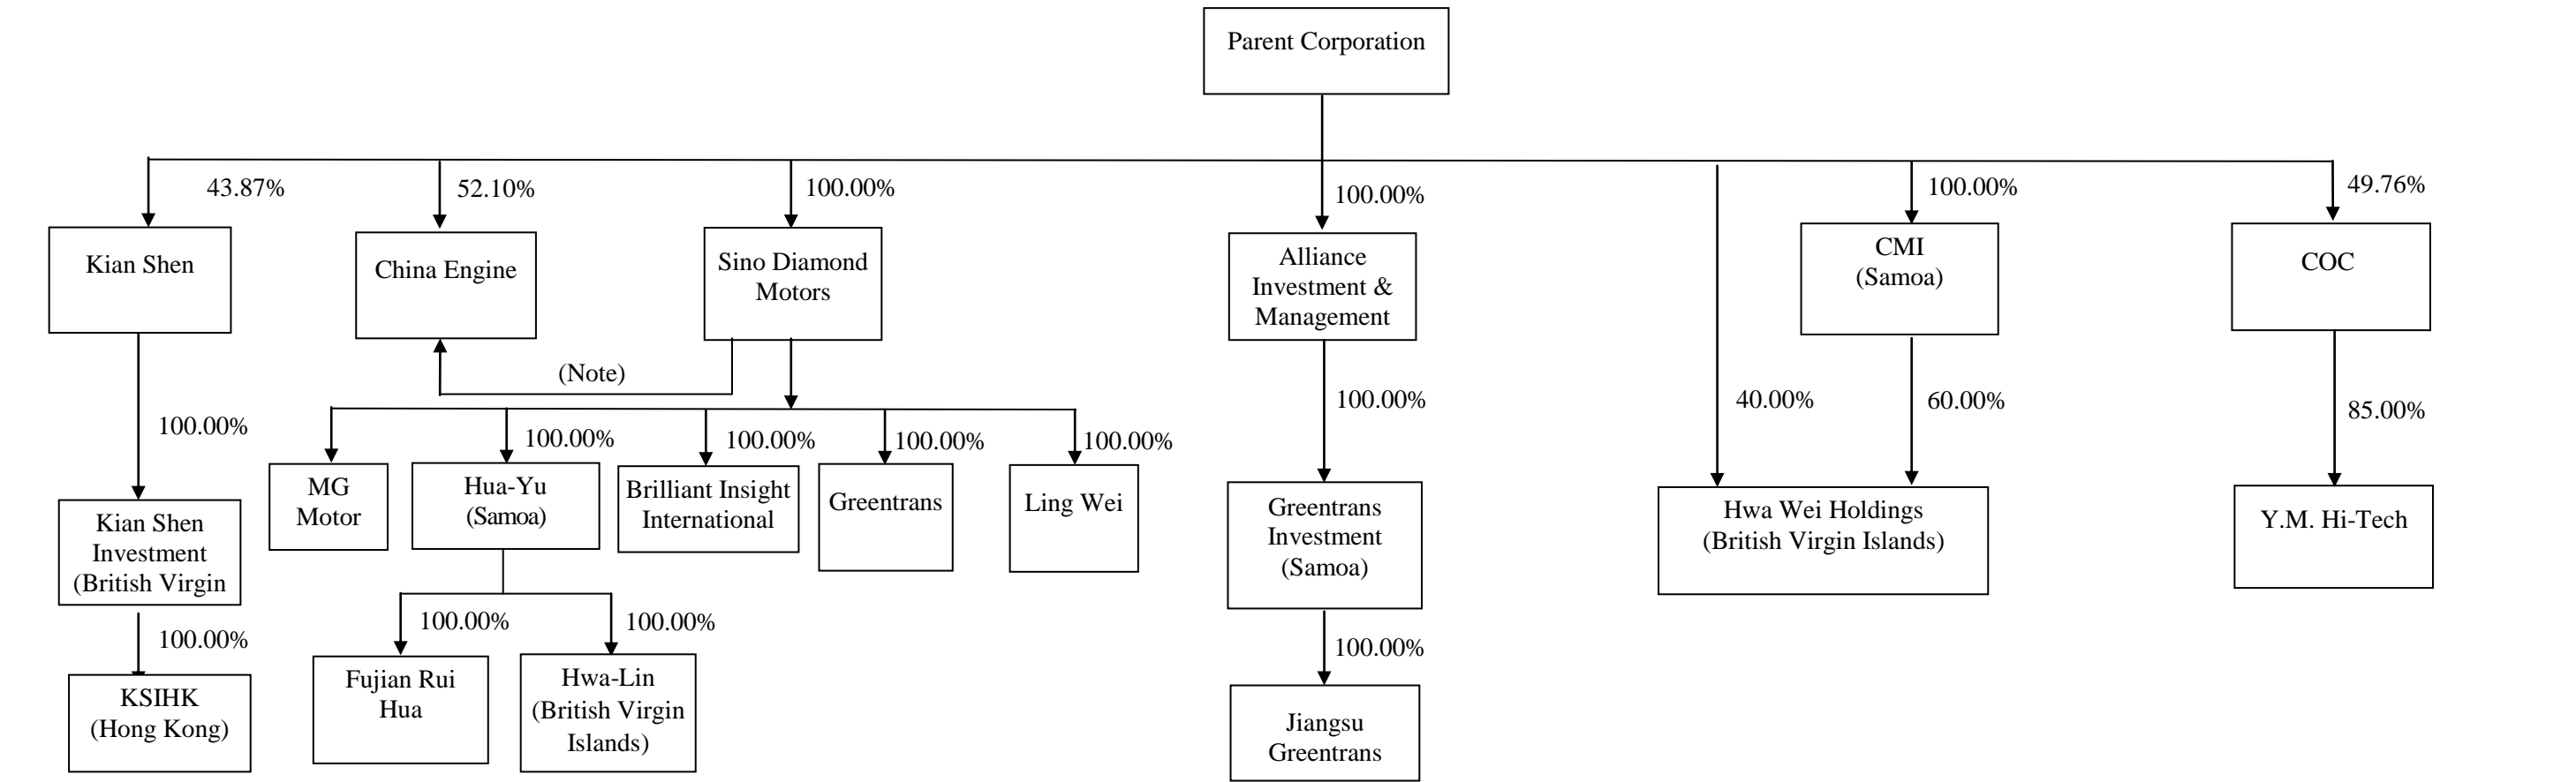 Parent Corporation
43.87%
52.10%
100.00%
100.00%
100.00%
49.76%
Kian Shen
China Engine
Sino Diamond
Motors
Alliance
Investment &
Management
CMI
(Samoa)
COC
(Note)
100.00%
100.00%
40.00%
60.00%
85.00%
100.00%
100.00%
100.00%
100.00%
MG
Motor
Hua-Yu
(Samoa)
Brilliant Insight
International
Greentrans
Ling Wei
Kian Shen
Investment
(British Virgin
Greentrans
Investment
(Samoa)
Hwa Wei Holdings
(British Virgin Islands)
Y.M. Hi-Tech
100.00%
100.00%
100.00%
100.00%
KSIHK
(Hong Kong)
Fujian Rui
Hua
Hwa-Lin
(British Virgin
Islands)
Jiangsu
Greentrans